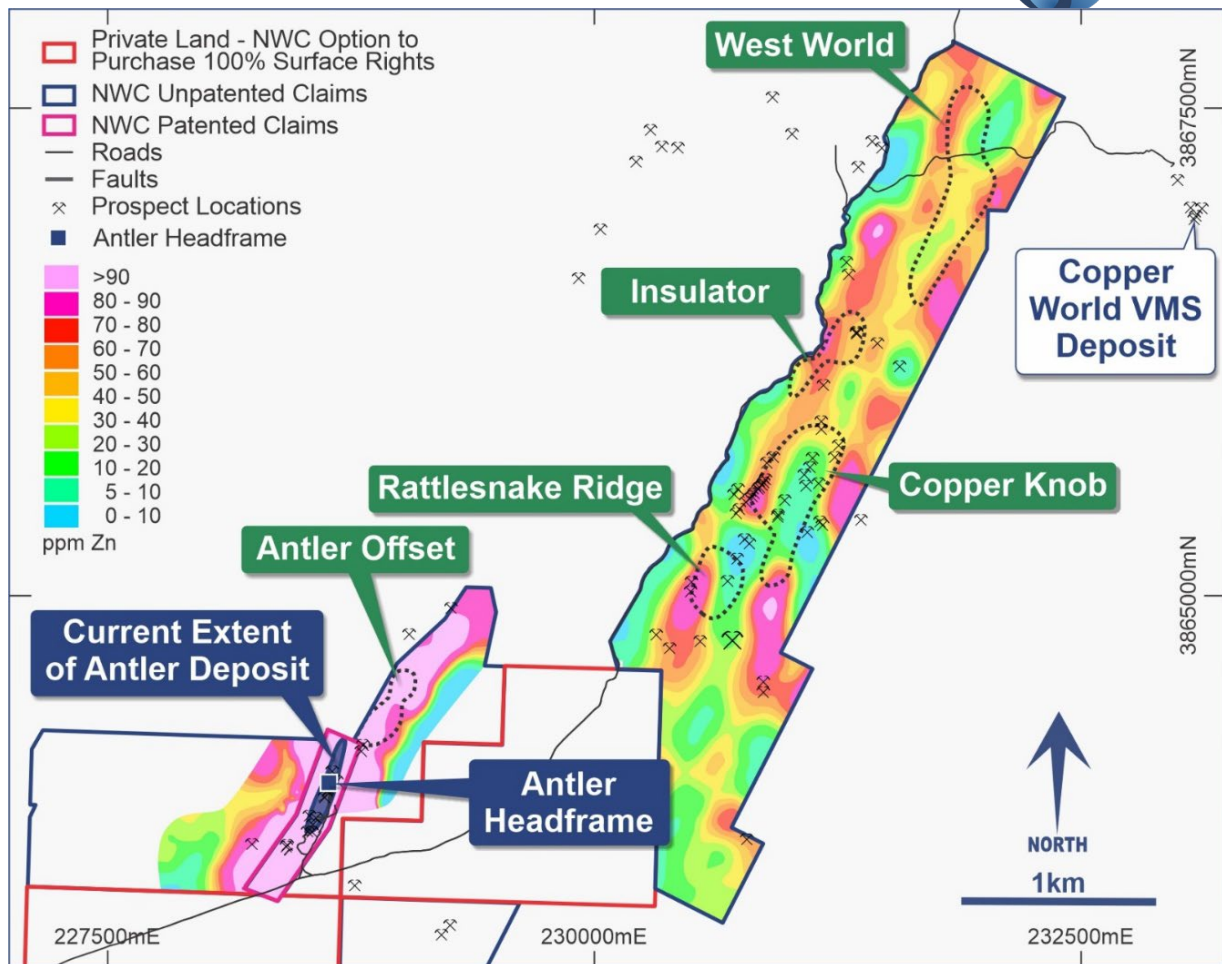 Private Land - NWC Option to
Purchase 100% Surface Rights
NWC Unpatented Claims
NWC Patented Claims
Roads
Faults
Prospect Locations
Antler Headframe
>90
80 - 90
70 - 80
60 - 70
50 - 60
40 - 50
30 - 40
20 - 30
10 - 20
5 - 10
0 - 10
ppm Zn
West World
3867500mN
Copper
World VMS
Deposit
Insulator
Rattlesnake Ridge
Copper Knob
Antler Offset
3865000mN
Current Extent
of Antler Deposit
Antler
Headframe
NORTH
1km
227500mE
230000mE
232500mE